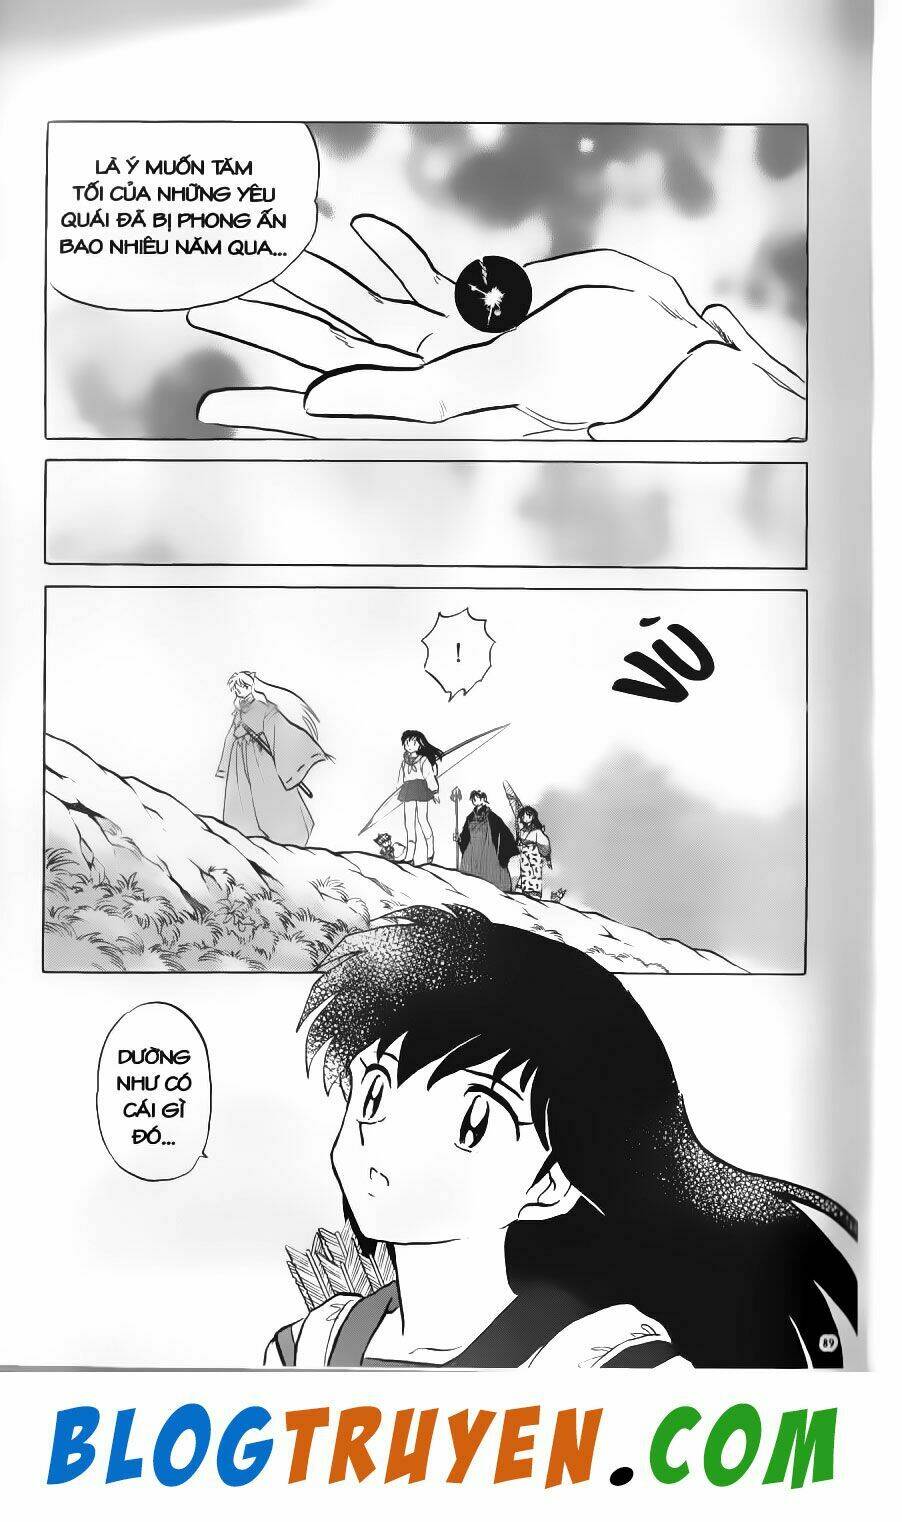 LÀ Ý MUỐN TĂM
TỐI CỦA NHỮNG YÊU
QUÁI ĐÃ BỊ PHONG ẤN
BAO NHIÊU NĂM QUA...
!
VÙ
DƯỜNG
NHƯ CÓ
CÁI GÌ
ĐÓ...
89
BLOGTRUYEN.COM